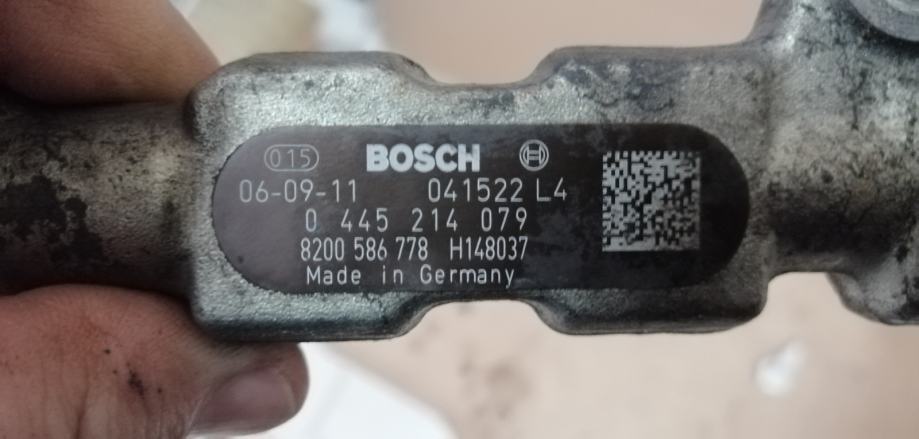 015 BOSCH
06-09-11 041522 L4
0 445 214 079
8200 586 778 H148037
Made in Germany